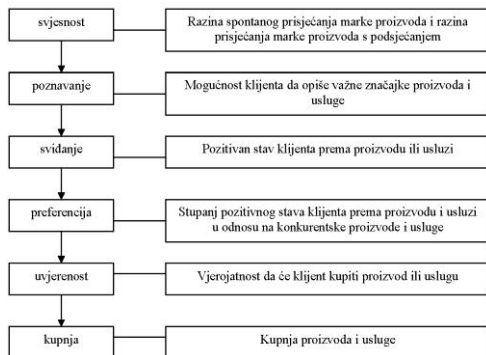 svjesnost
Razina spontanog prisjećanja marke proizvoda i razina
prisjećanja marke proizvoda s podsjećanjem
poznavanje
Mogućnost klijenta da opiše važne značajke proizvoda i
usluge
sviđanje
Pozitivan stav klijenta prema proizvodu ili usluzi
preferencija
Stupanj pozitivnog stava klijenta prema proizvodu i usluzi
u odnosu na konkurentske proizvode i usluge
uvjerenost
Vjerojatnost da će klijent kupiti proizvod ili uslugu
kupnja
Kupnja proizvoda i usluge